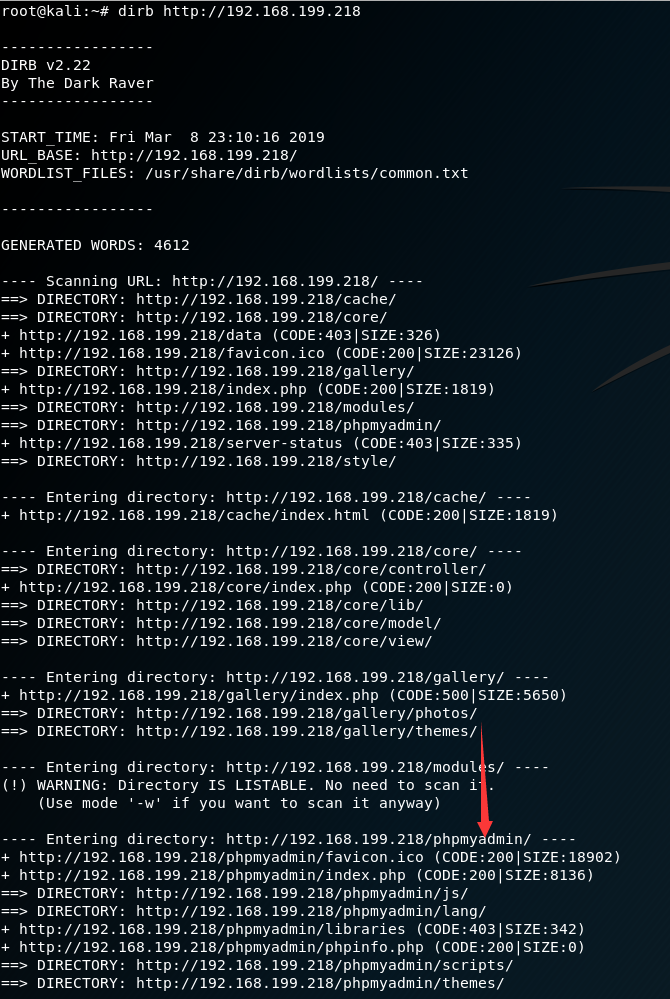 root@kali:~# dirb http://192.168.199.218
-----------------
DIRB v2.22
By The Dark Raver
-----------------
START_TIME: Fri Mar  8 23:10:16 2019
URL_BASE: http://192.168.199.218/
WORDLIST_FILES: /usr/share/dirb/wordlists/common.txt
-----------------
GENERATED WORDS: 4612
---- Scanning URL: http://192.168.199.218/ ----
==> DIRECTORY: http://192.168.199.218/cache/
==> DIRECTORY: http://192.168.199.218/core/
+ http://192.168.199.218/data (CODE:403|SIZE:326)
+ http://192.168.199.218/favicon.ico (CODE:200|SIZE:23126)
==> DIRECTORY: http://192.168.199.218/gallery/
+ http://192.168.199.218/index.php (CODE:200|SIZE:1819)
==> DIRECTORY: http://192.168.199.218/modules/
==> DIRECTORY: http://192.168.199.218/phpmyadmin/
+ http://192.168.199.218/server-status (CODE:403|SIZE:335)
==> DIRECTORY: http://192.168.199.218/style/
---- Entering directory: http://192.168.199.218/cache/ ----
+ http://192.168.199.218/cache/index.html (CODE:200|SIZE:1819)
---- Entering directory: http://192.168.199.218/core/ ----
==> DIRECTORY: http://192.168.199.218/core/controller/
+ http://192.168.199.218/core/index.php (CODE:200|SIZE:0)
==> DIRECTORY: http://192.168.199.218/core/lib/
==> DIRECTORY: http://192.168.199.218/core/model/
==> DIRECTORY: http://192.168.199.218/core/view/
---- Entering directory: http://192.168.199.218/gallery/ ----
+ http://192.168.199.218/gallery/index.php (CODE:500|SIZE:5650)
==> DIRECTORY: http://192.168.199.218/gallery/photos/
==> DIRECTORY: http://192.168.199.218/gallery/themes/
---- Entering directory: http://192.168.199.218/modules/ ----
(!) WARNING: Directory IS LISTABLE. No need to scan it.
    (Use mode '-w' if you want to scan it anyway)
---- Entering directory: http://192.168.199.218/phpmyadmin/ ----
+ http://192.168.199.218/phpmyadmin/favicon.ico (CODE:200|SIZE:18902)
+ http://192.168.199.218/phpmyadmin/index.php (CODE:200|SIZE:8136)
==> DIRECTORY: http://192.168.199.218/phpmyadmin/js/
==> DIRECTORY: http://192.168.199.218/phpmyadmin/lang/
+ http://192.168.199.218/phpmyadmin/libraries (CODE:403|SIZE:342)
+ http://192.168.199.218/phpmyadmin/phpinfo.php (CODE:200|SIZE:0)
==> DIRECTORY: http://192.168.199.218/phpmyadmin/scripts/
==> DIRECTORY: http://192.168.199.218/phpmyadmin/themes/